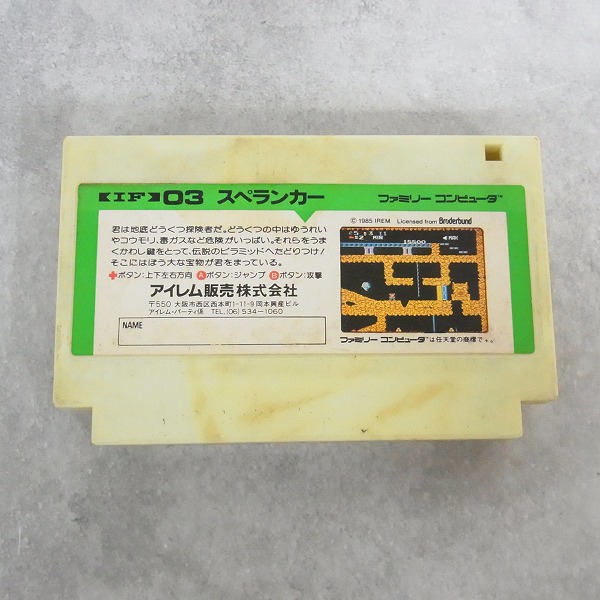 【IF】03 スペランカー
ファミリー コンピュータ™
© 1985 IREM Licensed from Brøderbund
君は地底どうくつ探険者だ。どうくつの中はゆうれい
やコウモリ、毒ガスなど危険がいっぱい。それらをうま
くかわし鍵をとって、伝説のピラミッドへたどりつけ!
そこにはぼう大な宝物が君をまっている。
ボタン:上下左右方向 Ⓐボタン:ジャンプ Ⓑボタン:攻撃
アイレム販売株式会社
〒550 大阪市西区西本町1-11-9 岡本興産ビル
アイレム・パーティ係 TEL.(06)534-1060
NAME
15500
ファミリー コンピュータは任天堂の商標です。